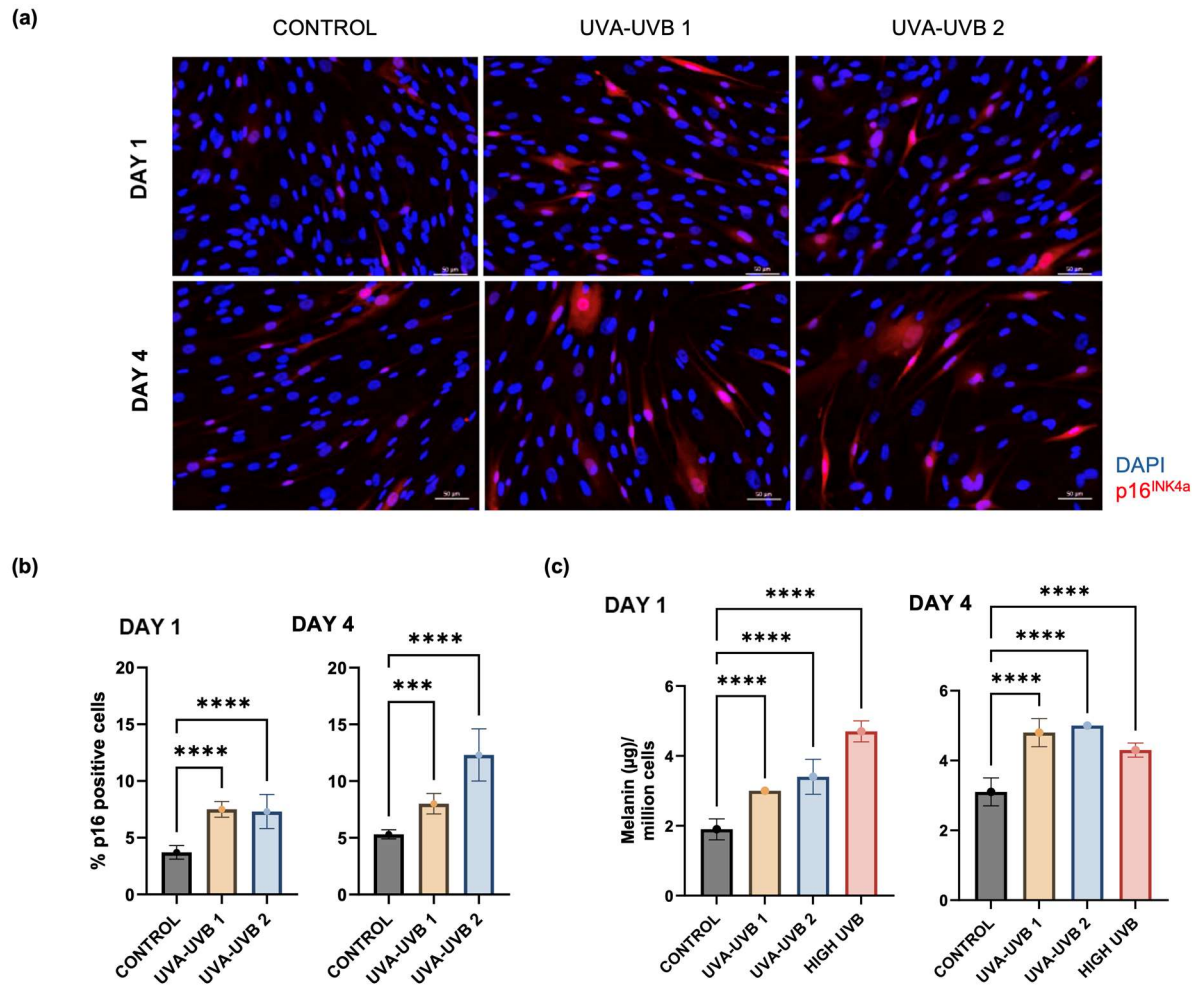 (a)
CONTROL UVA-UVB 1 UVA-UVB 2
DAY 1
50 µm 50 µm 50 µm
DAY 4
50 µm 50 µm 50 µm
DAPI
p16INK4a
(b)
DAY 1
% p16 positive cells
20
15
10
5
0
**** ****
CONTROL
UVA-UVB 1
UVA-UVB 2
DAY 4
20
15
10
5
0
**** ***
CONTROL
UVA-UVB 1
UVA-UVB 2
(c)
DAY 1
Melanin (µg)/
million cells
6
4
2
0
**** **** ****
CONTROL
UVA-UVB 1
UVA-UVB 2
HIGH UVB
DAY 4
6
4
2
0
**** **** ****
CONTROL
UVA-UVB 1
UVA-UVB 2
HIGH UVB